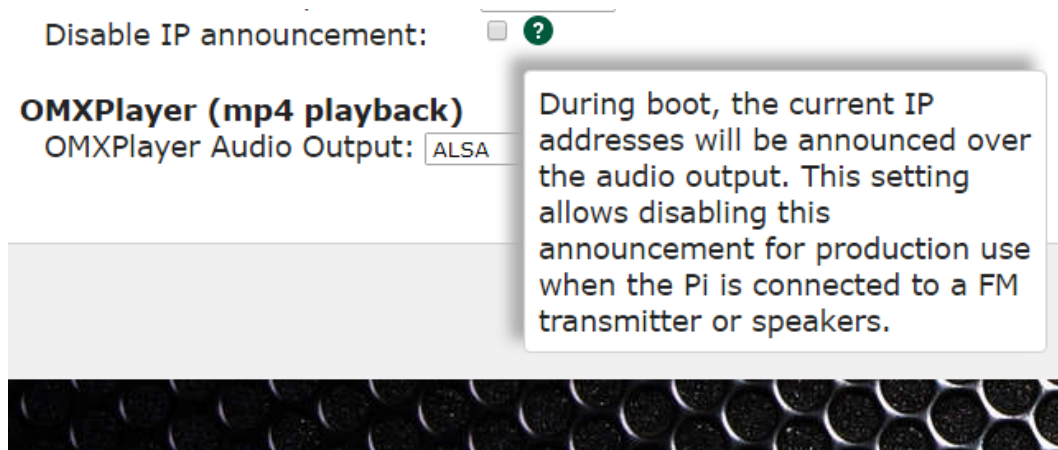 Disable IP announcement:
?
OMXPlayer (mp4 playback)
OMXPlayer Audio Output: ALSA
During boot, the current IP
addresses will be announced over
the audio output. This setting
allows disabling this
announcement for production use
when the Pi is connected to a FM
transmitter or speakers.